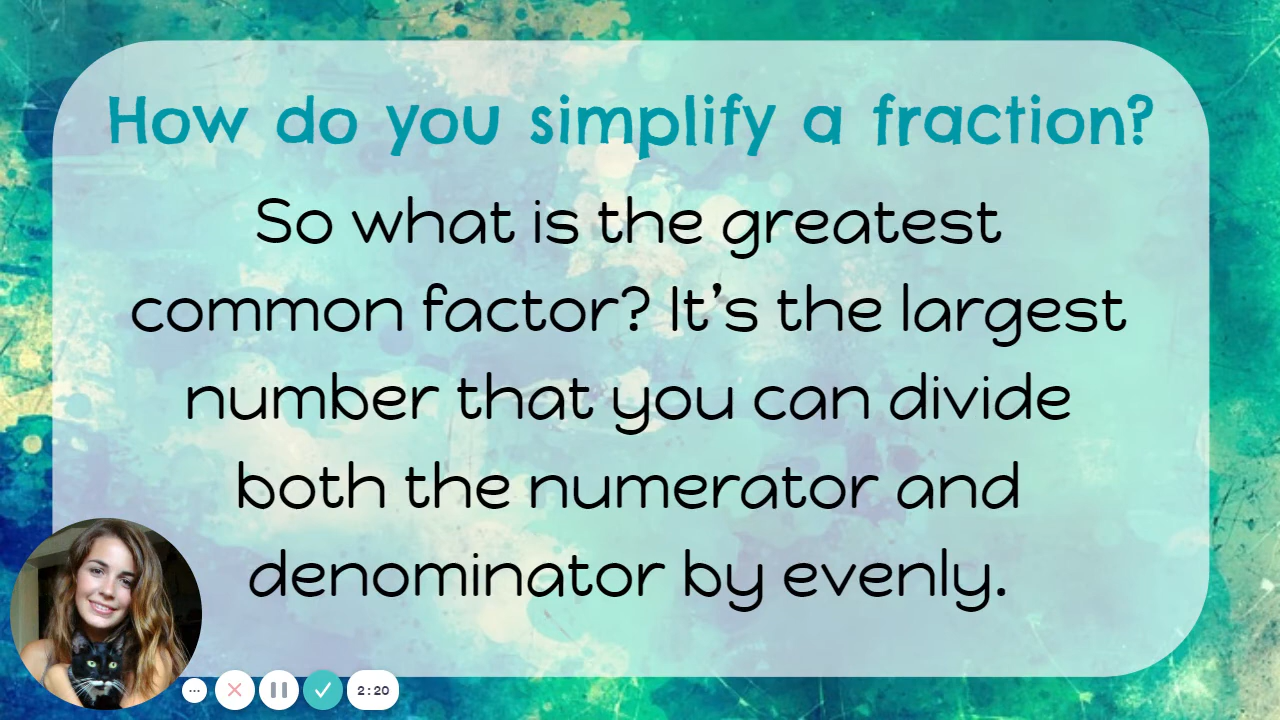 How do you simplify a fraction?
So what is the greatest
common factor? It's the largest
number that you can divide
both the numerator and
denominator by evenly.
2:20